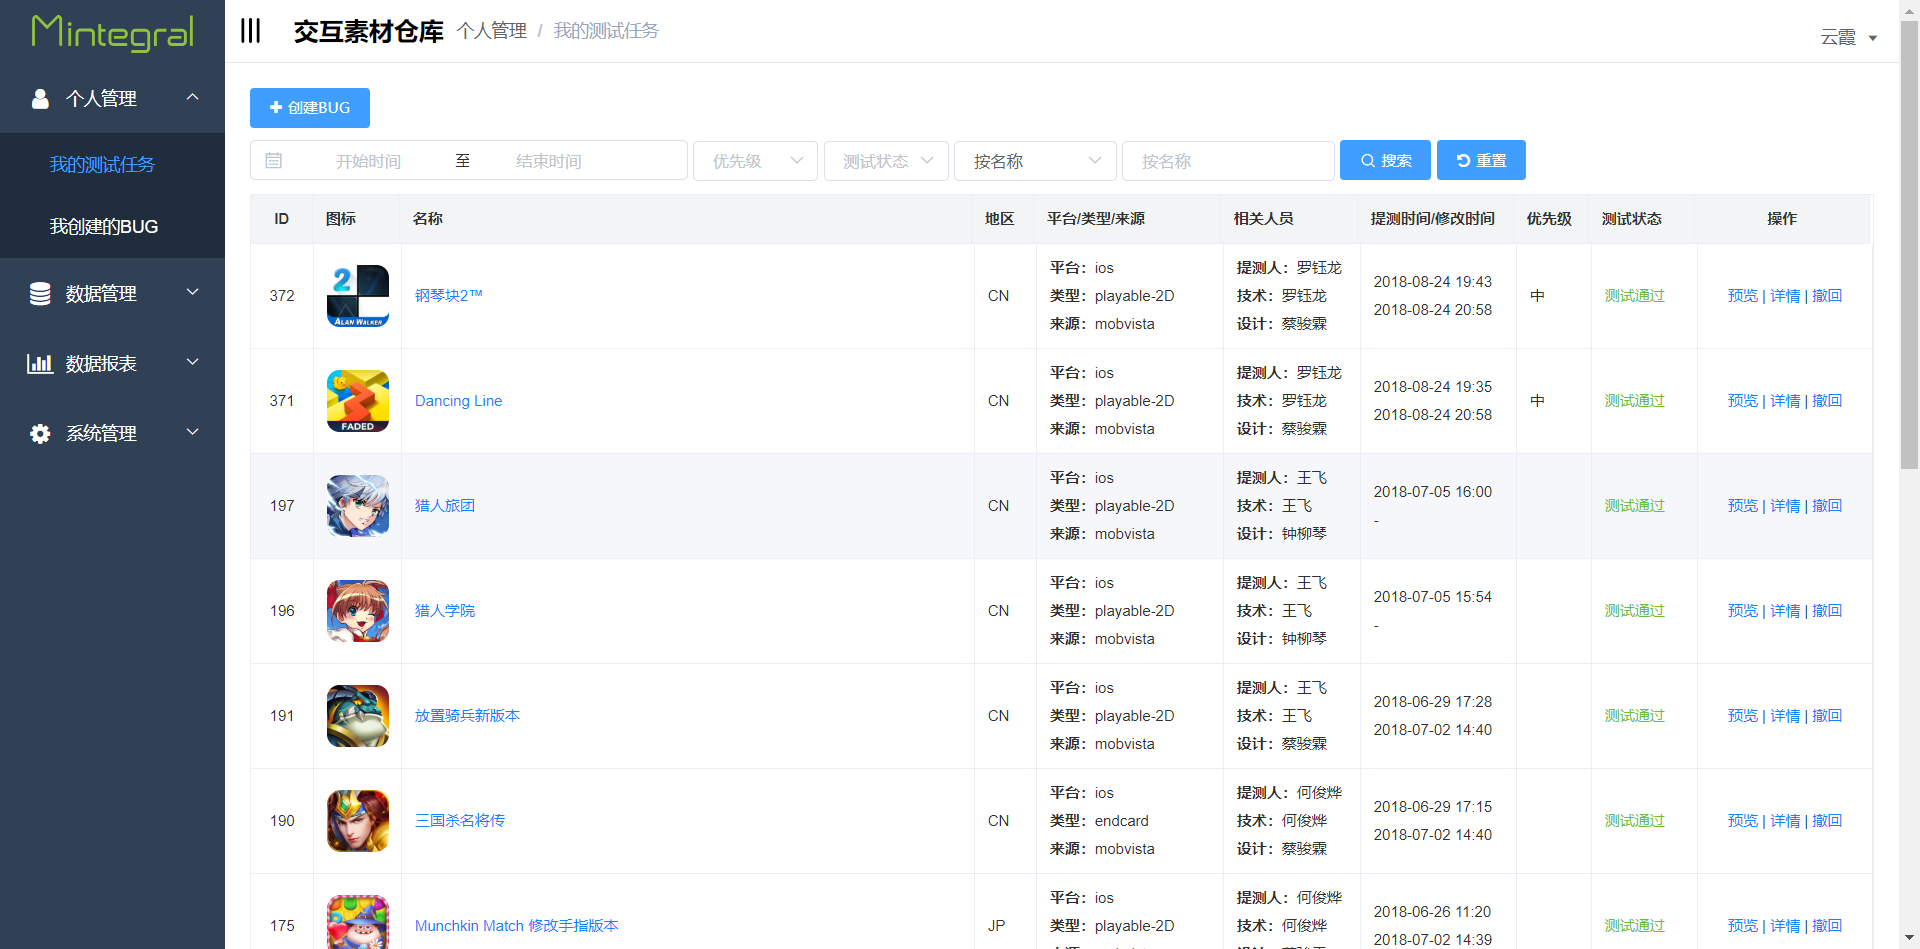 Mintegral
交互素材仓库 个人管理 / 我的测试任务
云霞
个人管理
我的测试任务
我创建的BUG
数据管理
数据报表
系统管理
创建BUG
开始时间 至 结束时间 优先级 测试状态 按名称 按名称 搜索 重置
ID 图标 名称 地区 平台/类型/来源 相关人员 提测时间/修改时间 优先级 测试状态 操作
372
2
ALAN WALKER
钢琴块2™
CN
平台：ios
类型：playable-2D
来源：mobvista
提测人：罗钰龙
技术：罗钰龙
设计：蔡骏霖
2018-08-24 19:43
2018-08-24 20:58
中
测试通过
预览 | 详情 | 撤回
371
FADED
Dancing Line
CN
平台：ios
类型：playable-2D
来源：mobvista
提测人：罗钰龙
技术：罗钰龙
设计：蔡骏霖
2018-08-24 19:35
2018-08-24 20:58
中
测试通过
预览 | 详情 | 撤回
197
猎人旅团
CN
平台：ios
类型：playable-2D
来源：mobvista
提测人：王飞
技术：王飞
设计：钟柳琴
2018-07-05 16:00
-
测试通过
预览 | 详情 | 撤回
196
猎人学院
CN
平台：ios
类型：playable-2D
来源：mobvista
提测人：王飞
技术：王飞
设计：钟柳琴
2018-07-05 15:54
-
测试通过
预览 | 详情 | 撤回
191
放置骑兵新版本
CN
平台：ios
类型：playable-2D
来源：mobvista
提测人：王飞
技术：王飞
设计：蔡骏霖
2018-06-29 17:28
2018-07-02 14:40
测试通过
预览 | 详情 | 撤回
190
三国杀名将传
CN
平台：ios
类型：endcard
来源：mobvista
提测人：何俊烨
技术：何俊烨
设计：蔡骏霖
2018-06-29 17:15
2018-07-02 14:40
测试通过
预览 | 详情 | 撤回
175
Munchkin Match 修改手指版本
JP
平台：ios
类型：playable-2D
提测人：何俊烨
技术：何俊烨
2018-06-26 11:20
2018-07-02 14:39
测试通过
预览 | 详情 | 撤回